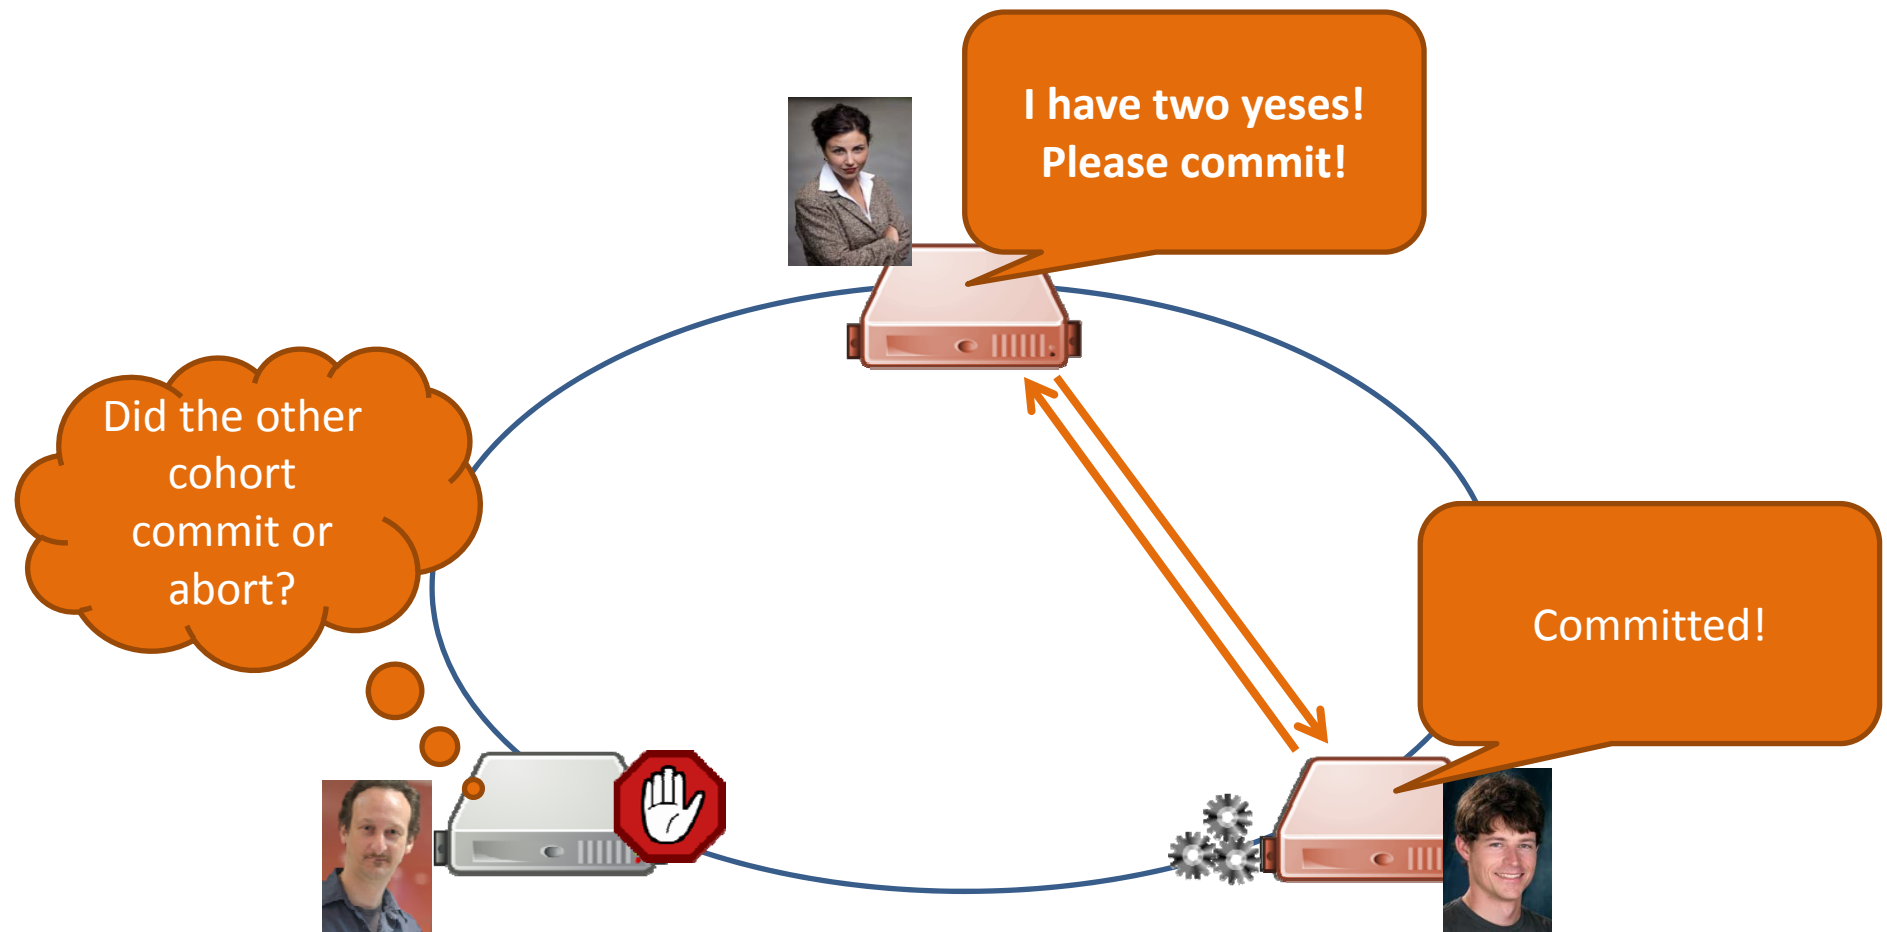 I have two yeses!
Please commit!
Did the other
cohort
commit or
abort?
Committed!